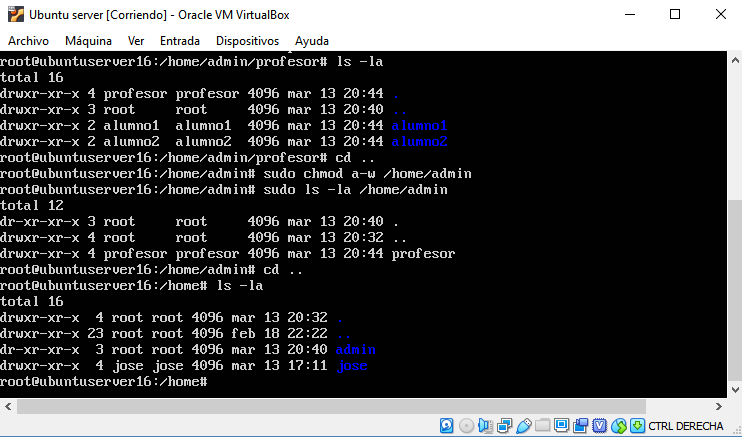 Ubuntu server [Corriendo] - Oracle VM VirtualBox
Archivo Máquina Ver Entrada Dispositivos Ayuda
root@ubuntuserver16:/home/admin/profesor# ls -la
total 16
drwxr-xr-x 4 profesor profesor 4096 mar 13 20:44 .
drwxr-xr-x 3 root     root     4096 mar 13 20:40 ..
drwxr-xr-x 2 alumno1  alumno1  4096 mar 13 20:44 alumno1
drwxr-xr-x 2 alumno2  alumno2  4096 mar 13 20:44 alumno2
root@ubuntuserver16:/home/admin/profesor# cd ..
root@ubuntuserver16:/home/admin# sudo chmod a-w /home/admin
root@ubuntuserver16:/home/admin# sudo ls -la /home/admin
total 12
dr-xr-xr-x 3 root     root     4096 mar 13 20:40 .
drwxr-xr-x 4 root     root     4096 mar 13 20:32 ..
drwxr-xr-x 4 profesor profesor 4096 mar 13 20:44 profesor
root@ubuntuserver16:/home/admin# cd ..
root@ubuntuserver16:/home# ls -la
total 16
drwxr-xr-x  4 root root 4096 mar 13 20:32 .
drwxr-xr-x 23 root root 4096 feb 18 22:22 ..
dr-xr-xr-x  3 root root 4096 mar 13 20:40 admin
drwxr-xr-x  4 jose jose 4096 mar 13 17:11 jose
root@ubuntuserver16:/home#
CTRL DERECHA